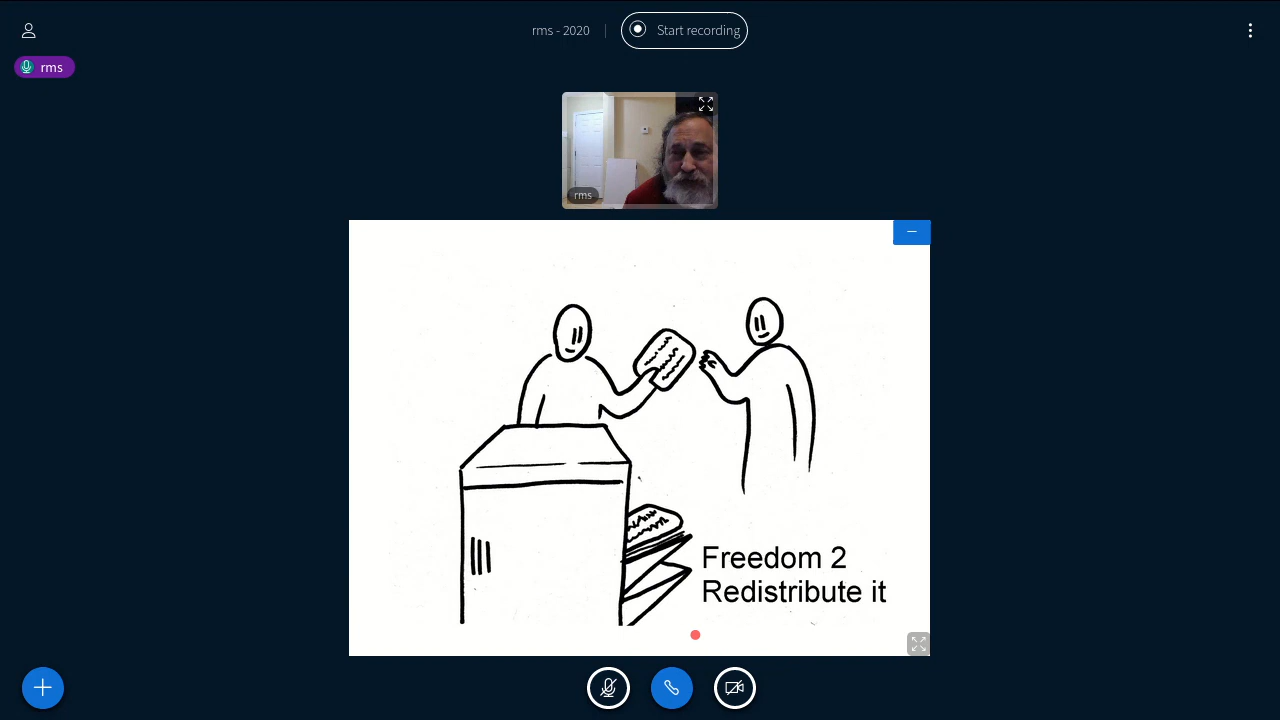 rms - 2020
Start recording
rms
rms
Freedom 2
Redistribute it